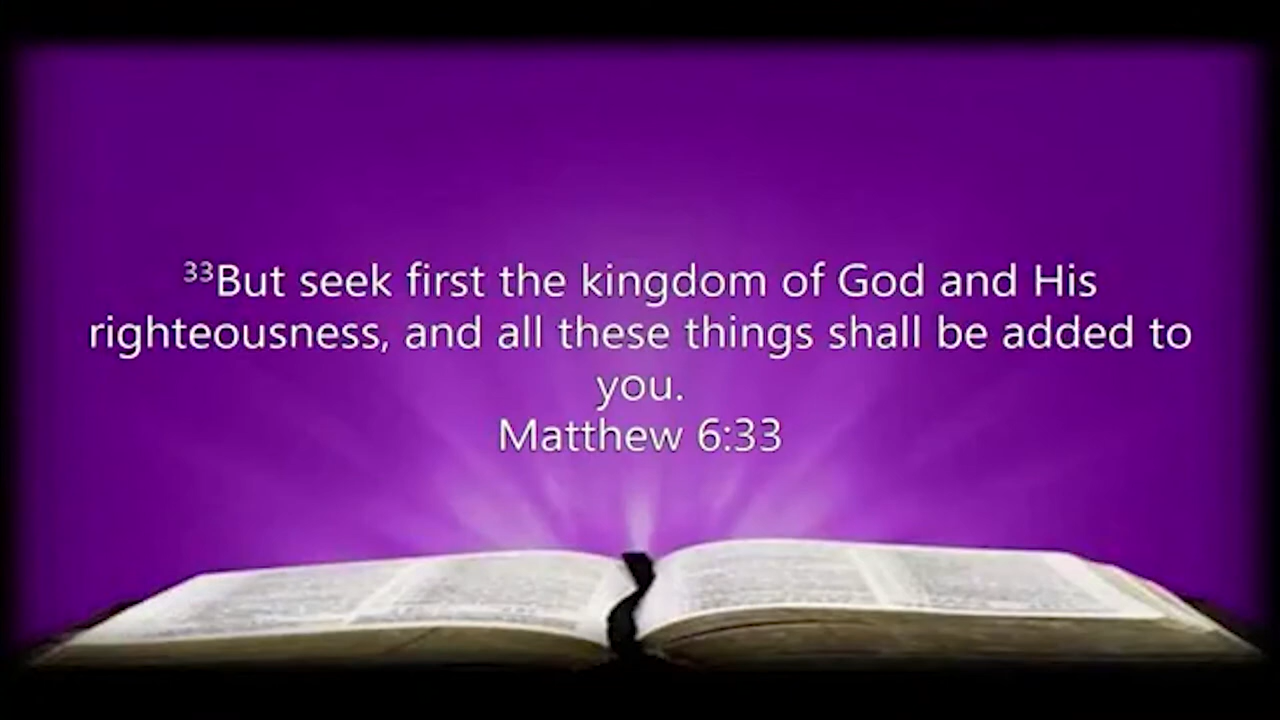 ³³But seek first the kingdom of God and His
righteousness, and all these things shall be added to
you.
Matthew 6:33